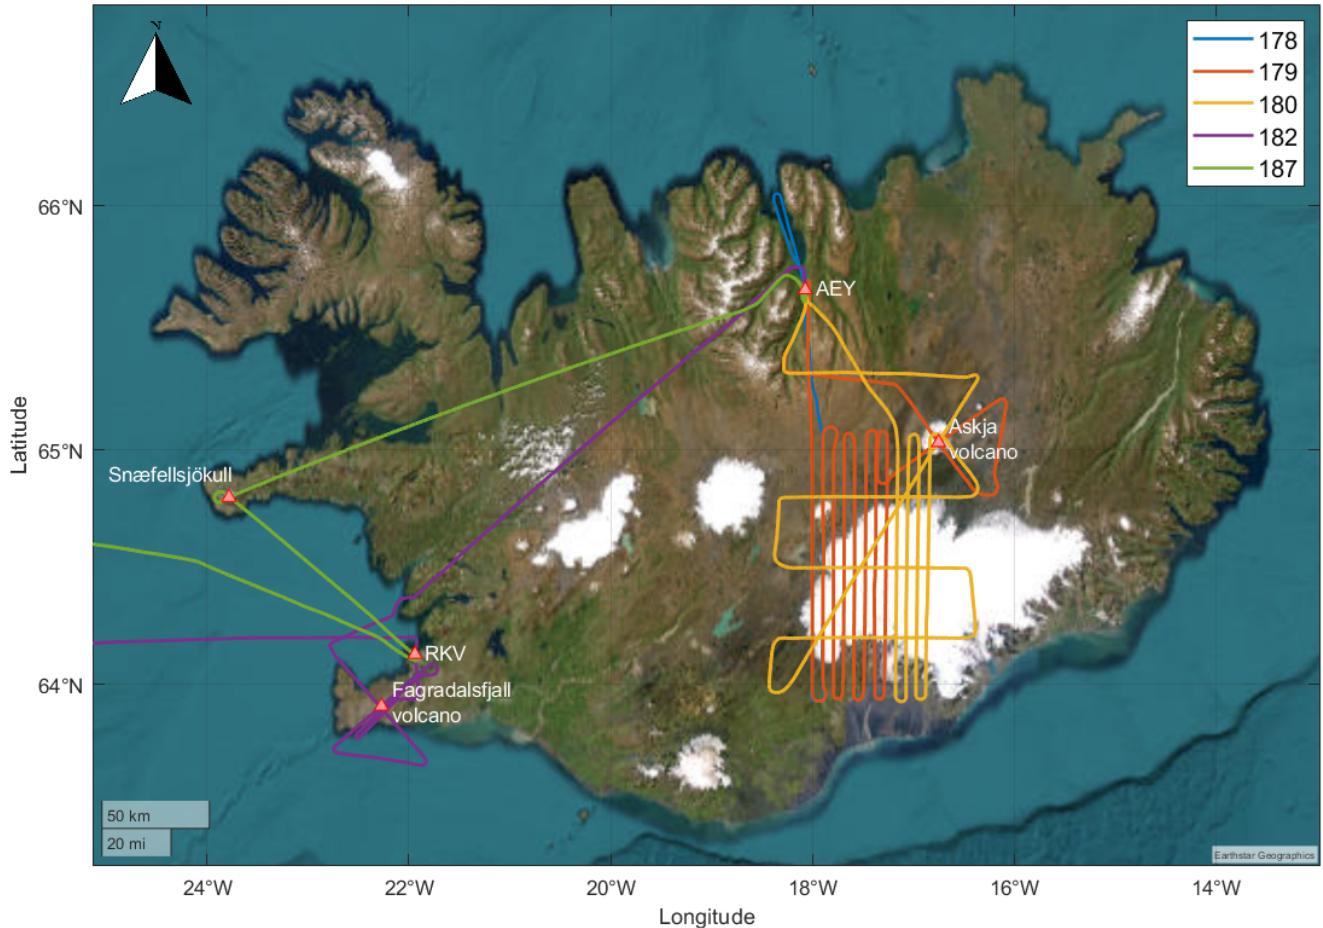 N
178
179
180
182
187
66°N
65°N
64°N
Latitude
AEY
Askja
volcano
Snæfellsjökull
RKV
Fagradalsfjall
volcano
50 km
20 mi
Earthstar Geographics
24°W
22°W
20°W
18°W
16°W
14°W
Longitude